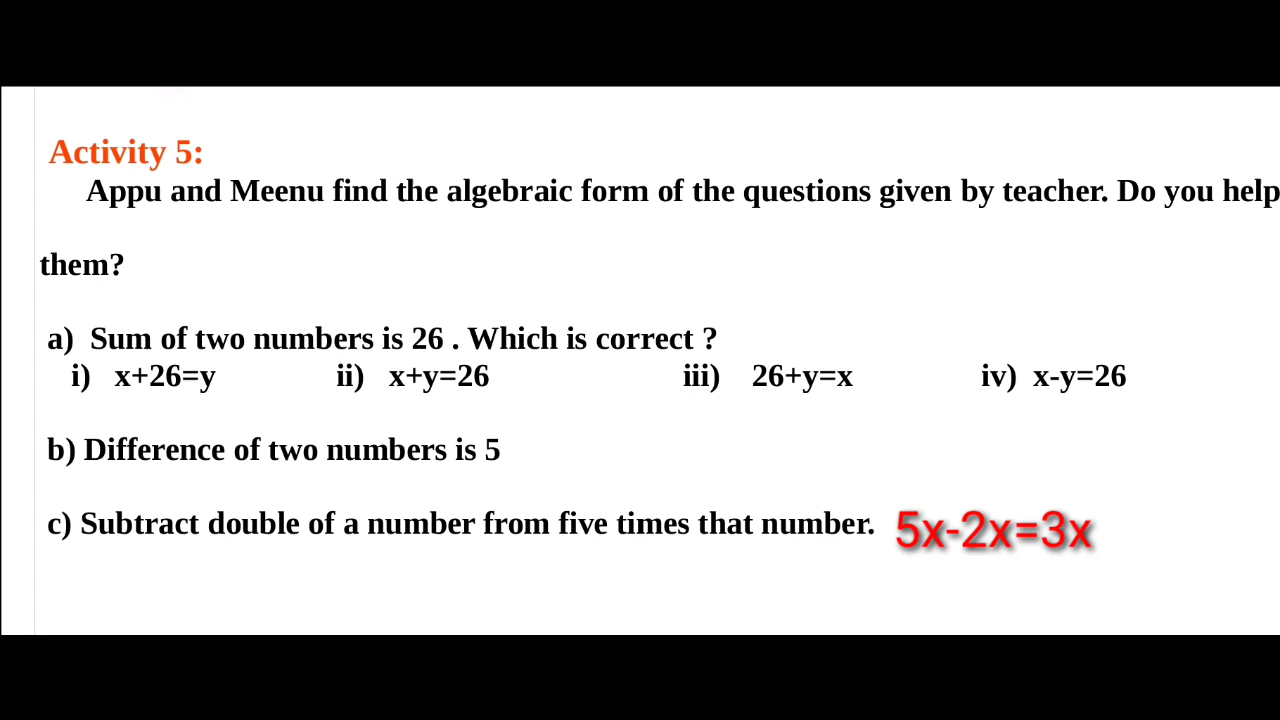 Activity 5:
Appu and Meenu find the algebraic form of the questions given by teacher. Do you help
them?
a) Sum of two numbers is 26 . Which is correct ?
i) x+26=y ii) x+y=26 iii) 26+y=x iv) x-y=26
b) Difference of two numbers is 5
c) Subtract double of a number from five times that number. 5x-2x=3x